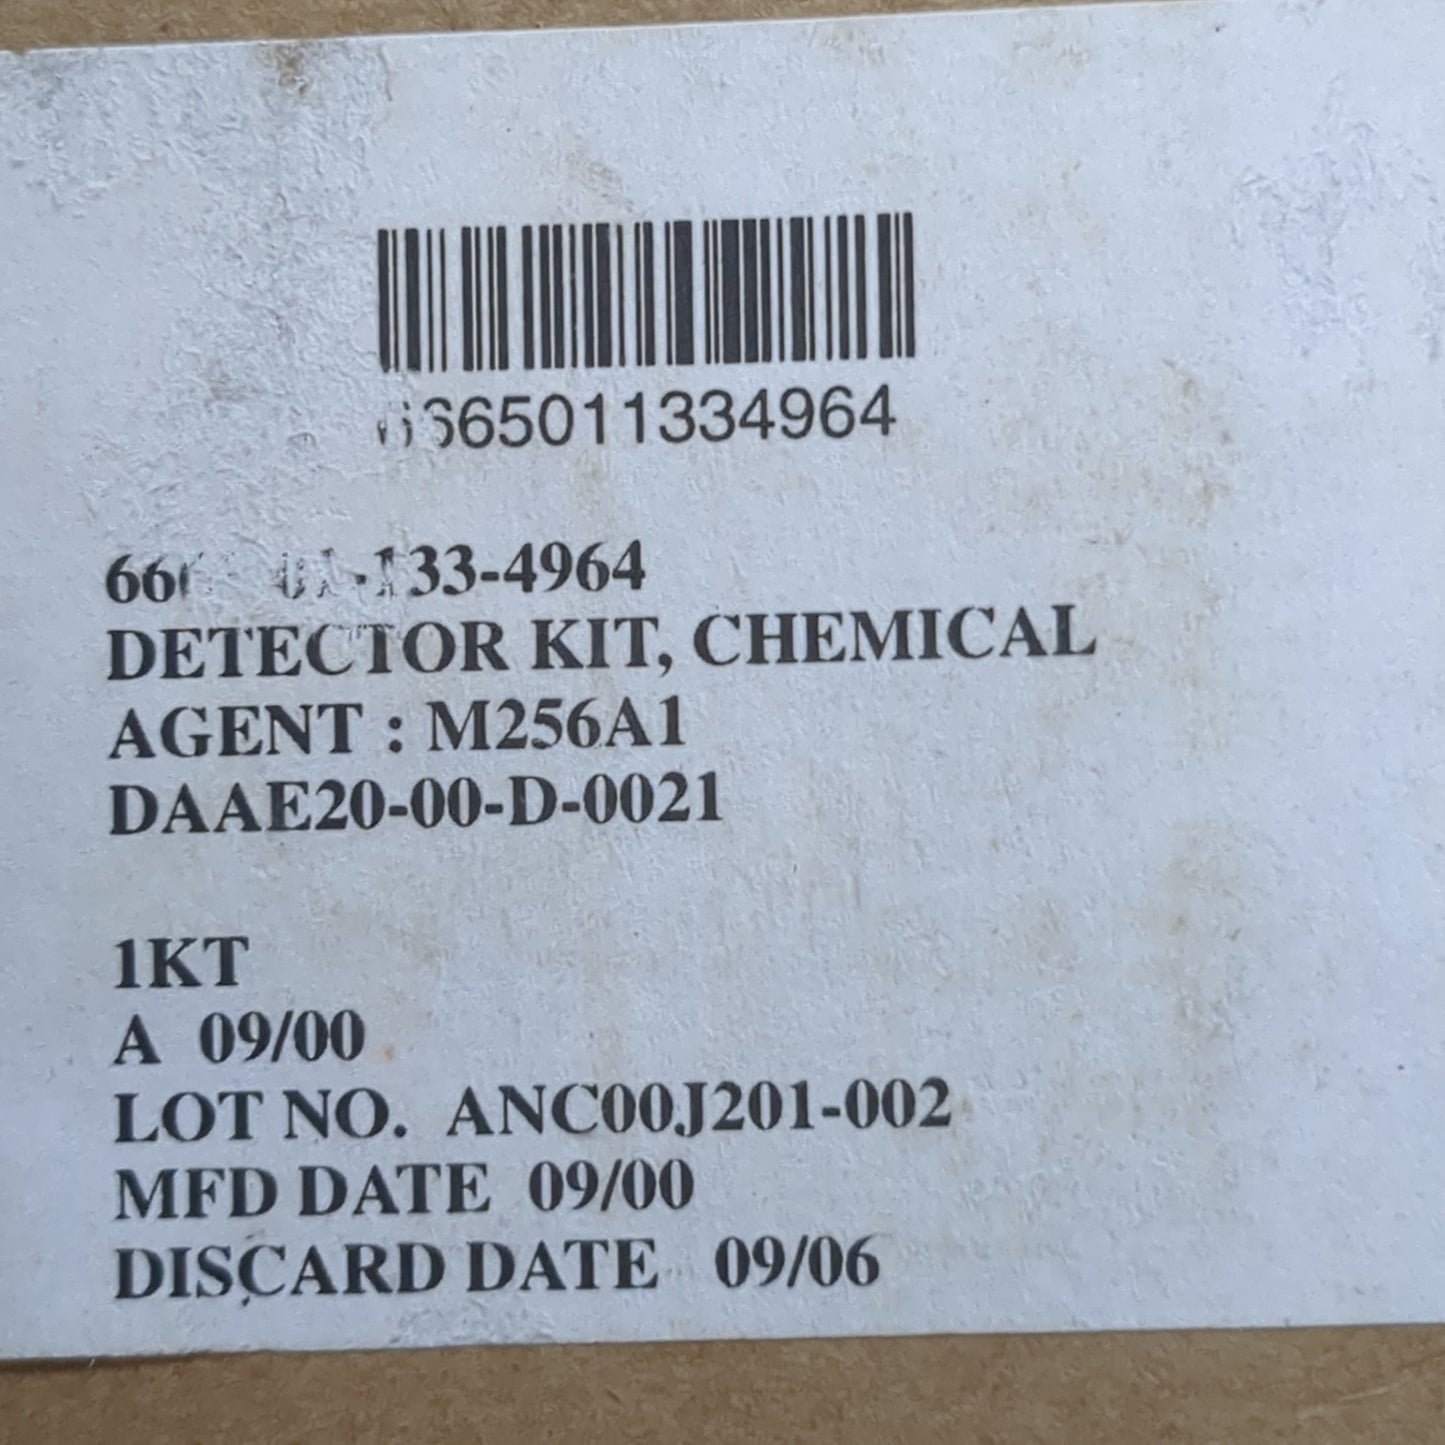 6665011334964
DETECTOR KIT, CHEMICAL
AGENT : M256A1
DAAE20-00-D-0021
1KT
A 09/00
LOT NO. ANC00J201-002
MFD DATE 09/00
DISCARD DATE 09/06